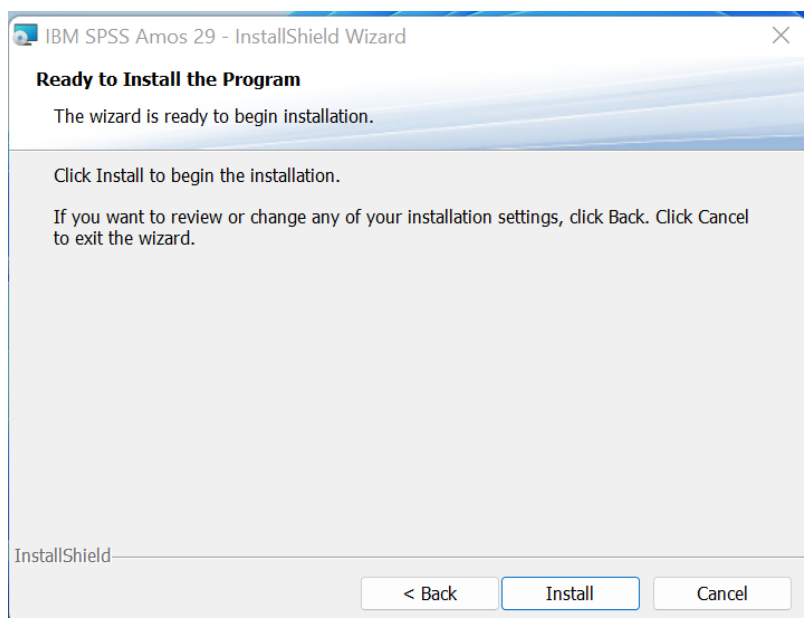 IBM SPSS Amos 29 - InstallShield Wizard
Ready to Install the Program
The wizard is ready to begin installation.
Click Install to begin the installation.
If you want to review or change any of your installation settings, click Back. Click Cancel
to exit the wizard.
InstallShield
< Back
Install
Cancel